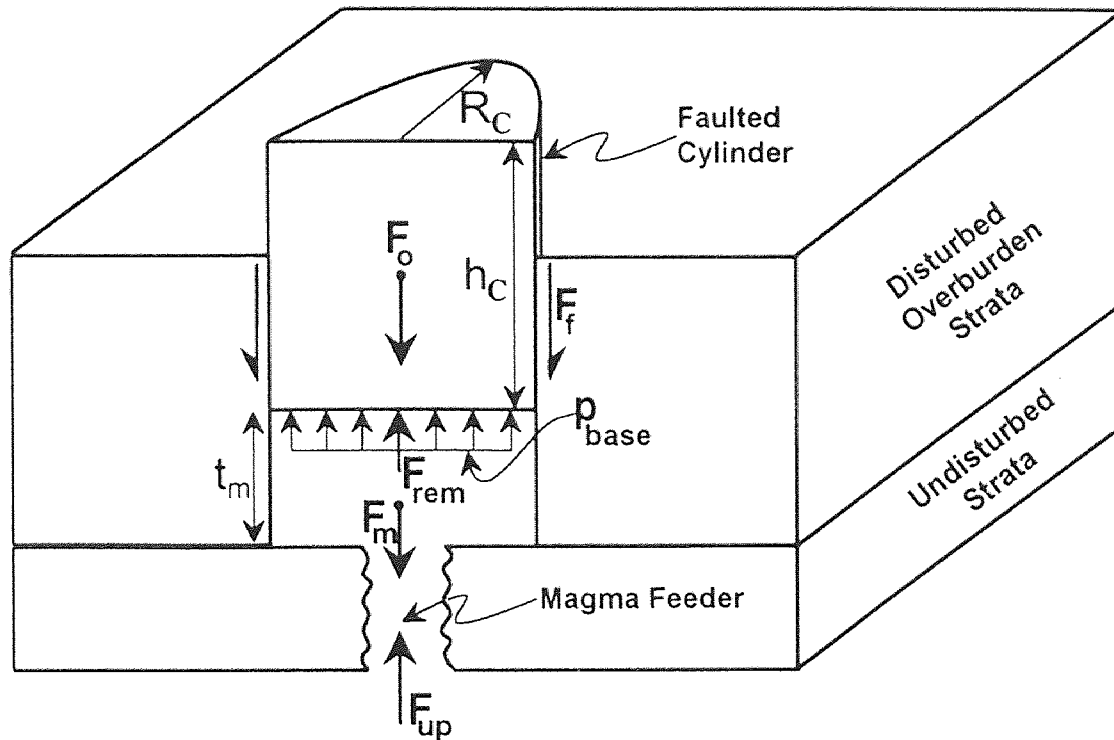 R_C
Faulted
Cylinder
F_o
h_C
F_f
Disturbed
Overburden
Strata
p_base
t_m
F_rem
F_m
Undisturbed
Strata
Magma Feeder
F_up